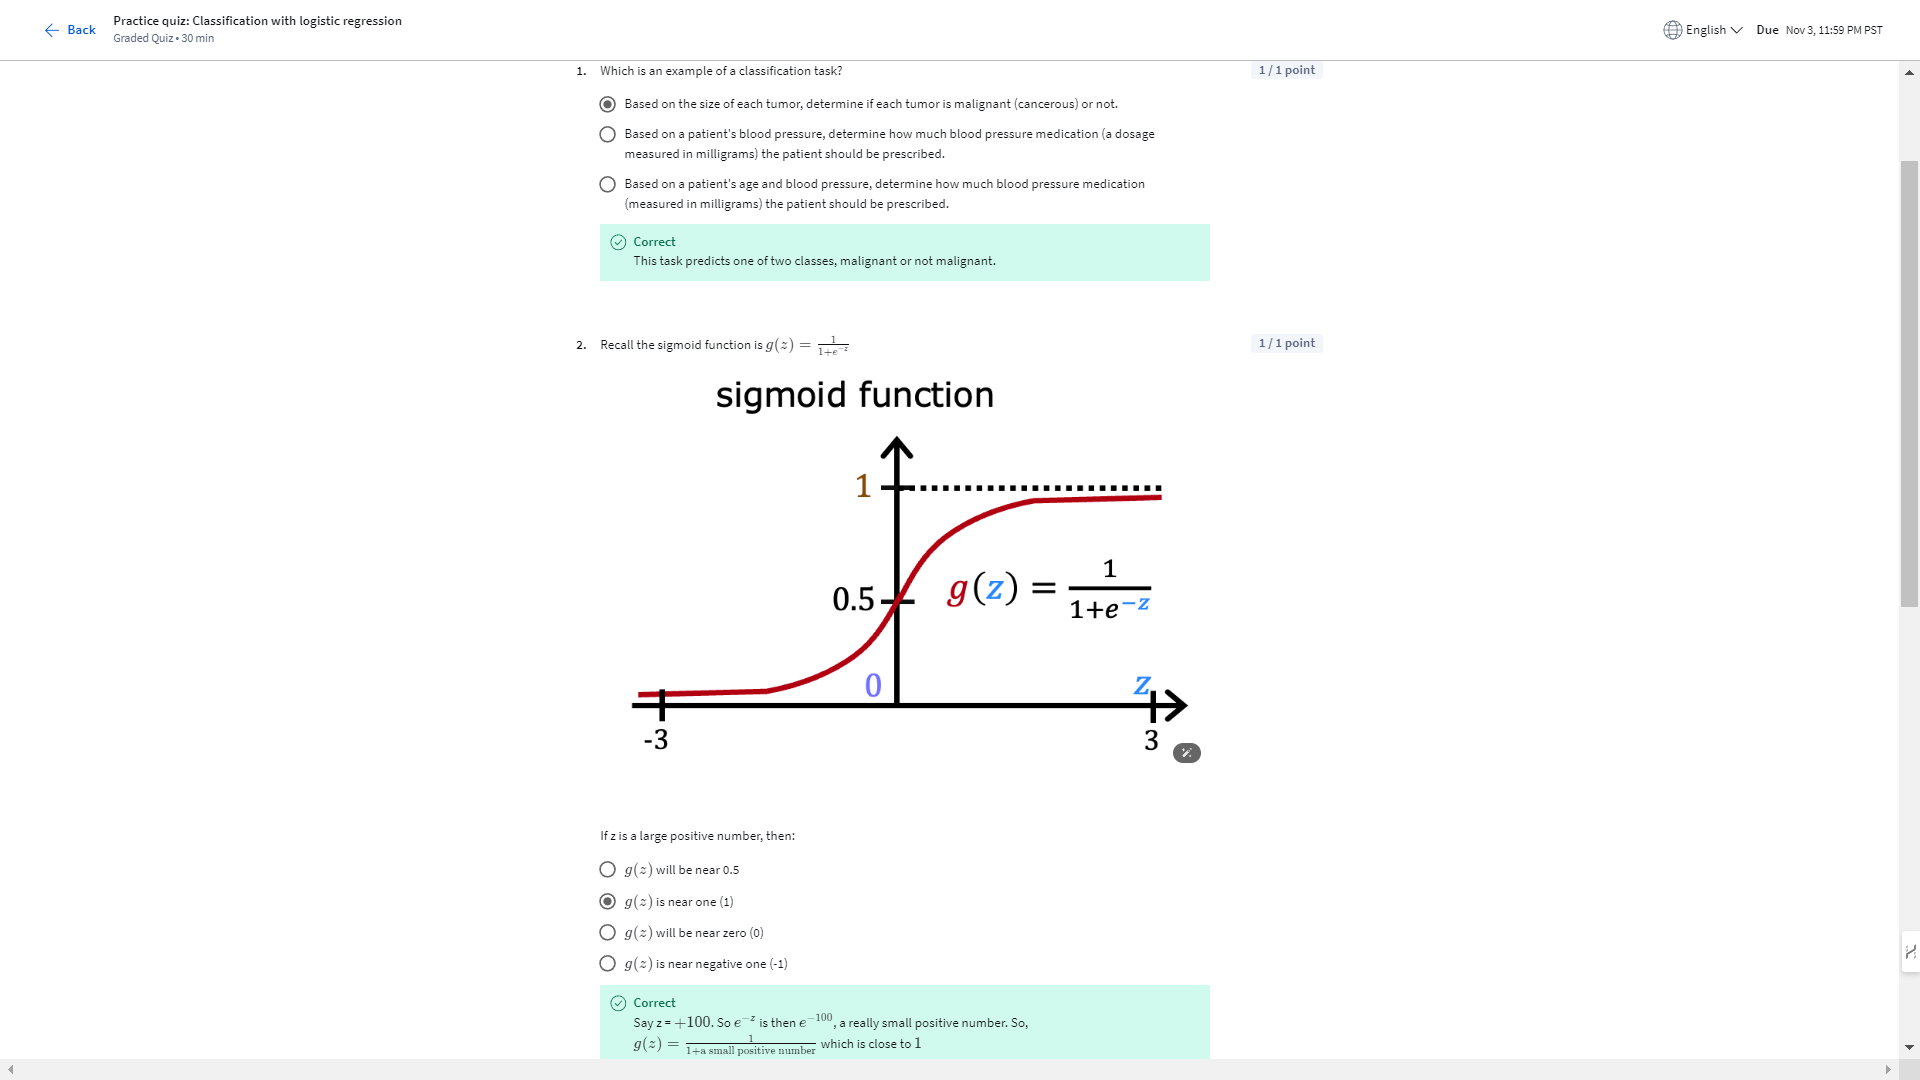 Back
Practice quiz: Classification with logistic regression
Graded Quiz • 30 min
English
Due Nov 3, 11:59 PM PST
1. Which is an example of a classification task?
1 / 1 point
Based on the size of each tumor, determine if each tumor is malignant (cancerous) or not.
Based on a patient's blood pressure, determine how much blood pressure medication (a dosage
measured in milligrams) the patient should be prescribed.
Based on a patient's age and blood pressure, determine how much blood pressure medication
(measured in milligrams) the patient should be prescribed.
Correct
This task predicts one of two classes, malignant or not malignant.
2. Recall the sigmoid function is g(z) = 1/(1+e^{-z})
1 / 1 point
sigmoid function
1
0.5
g(z) = 1/(1+e^{-z})
0
z
-3
3
If z is a large positive number, then:
g(z) will be near 0.5
g(z) is near one (1)
g(z) will be near zero (0)
g(z) is near negative one (-1)
Correct
Say z = +100. So e^{-z} is then e^{-100}, a really small positive number. So,
g(z) = 1/(1+a small positive number) which is close to 1